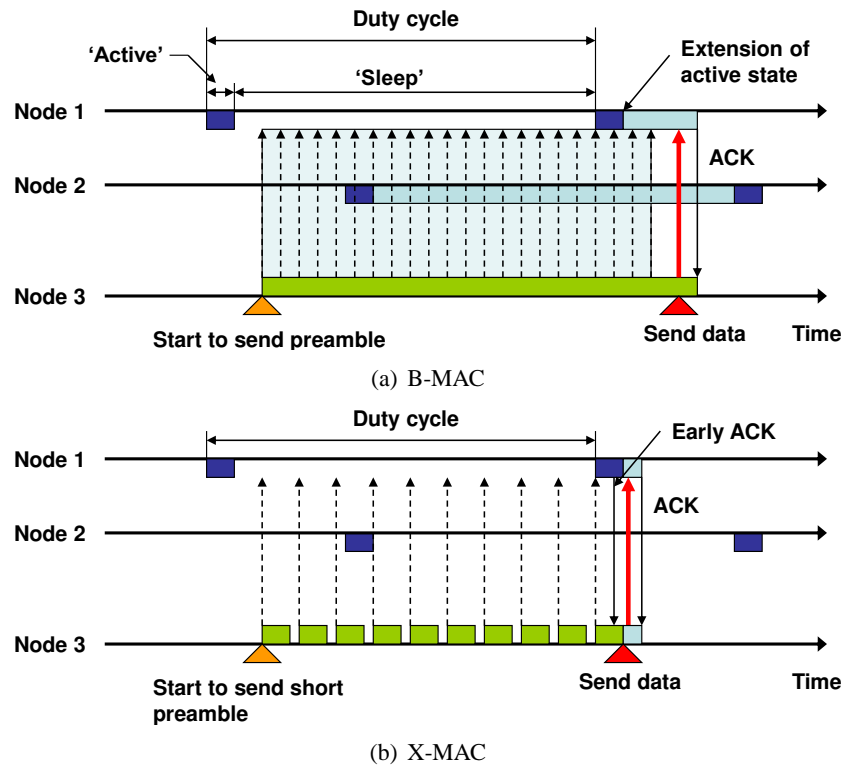 Duty cycle
'Active'
'Sleep'
Extension of
active state
Node 1
ACK
Node 2
Node 3
Start to send preamble
Send data
Time
(a) B-MAC
Duty cycle
Early ACK
Node 1
ACK
Node 2
Node 3
Start to send short
preamble
Send data
Time
(b) X-MAC